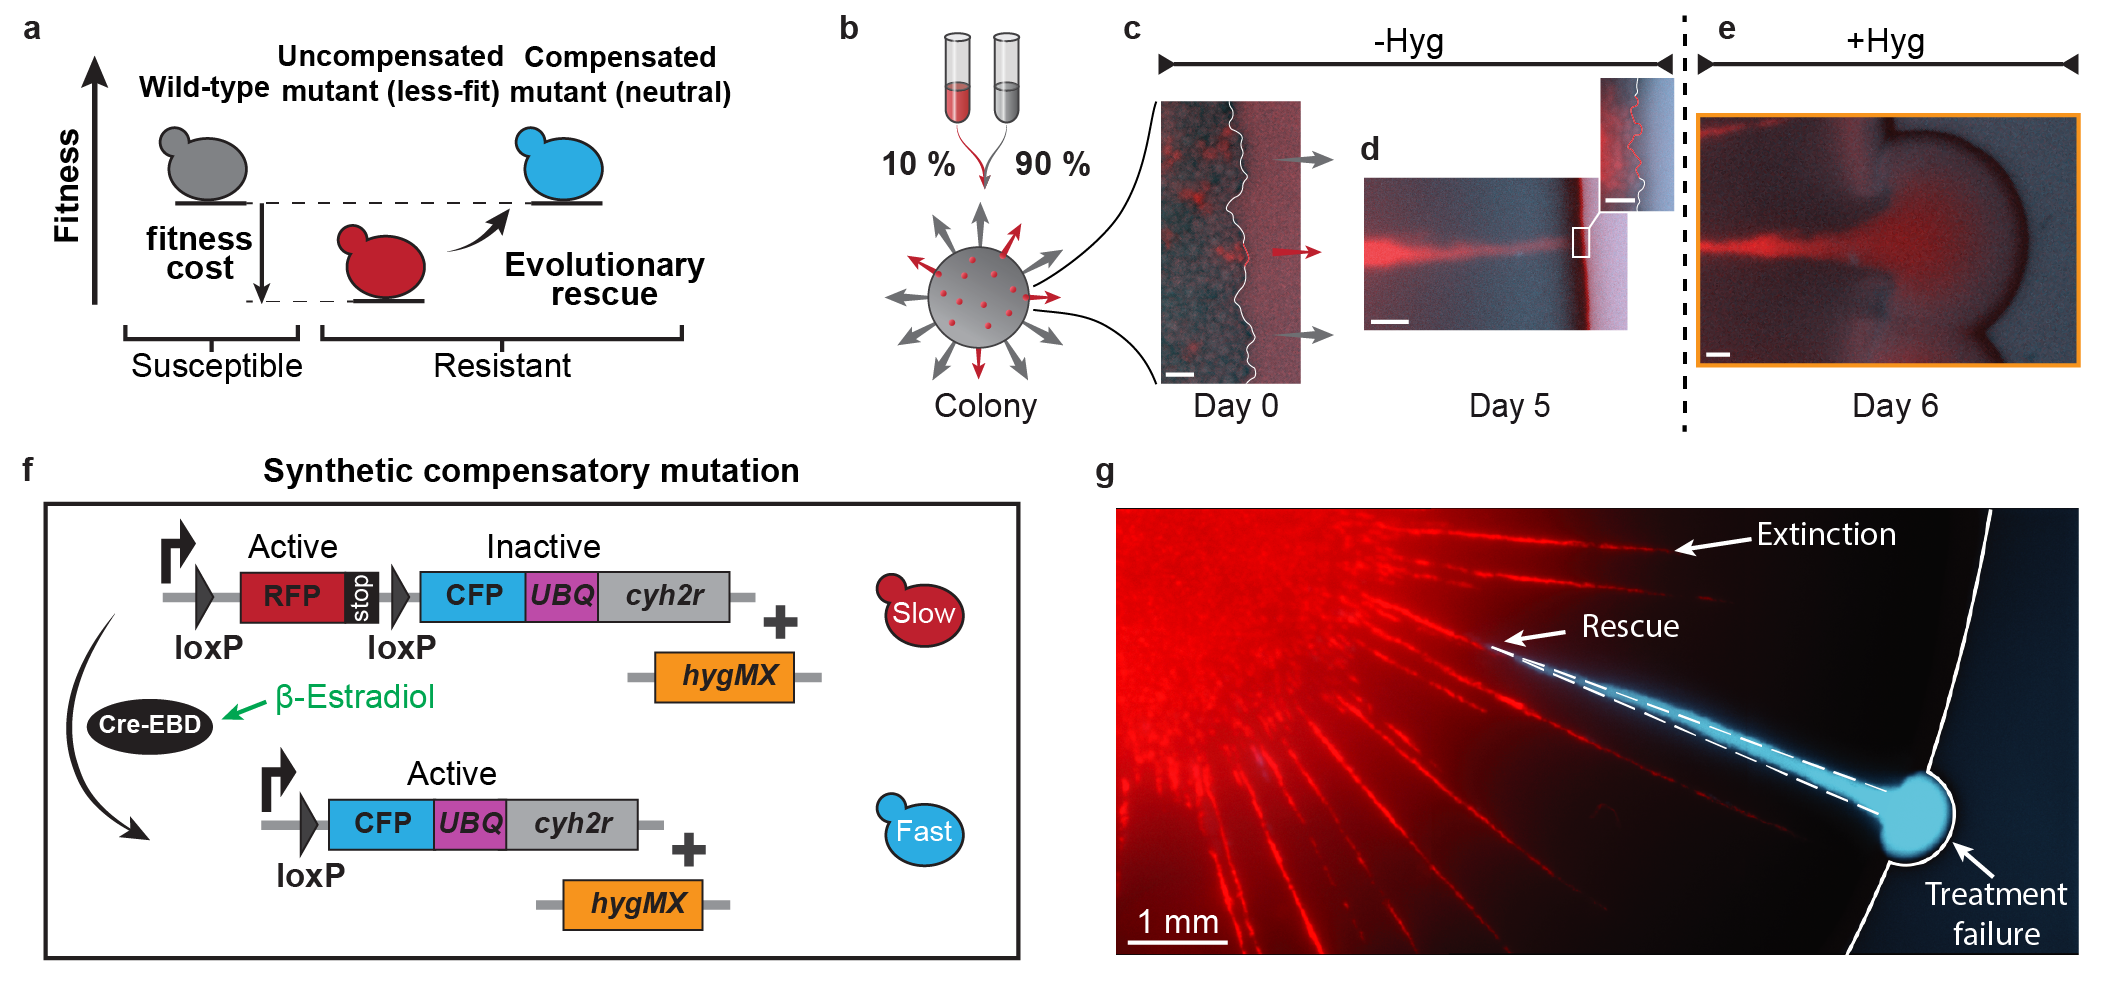 a
Fitness
Wild-type
Uncompensated
mutant (less-fit)
Compensated
mutant (neutral)
fitness
cost
Evolutionary
rescue
Susceptible
Resistant
b
10 %
90 %
Colony
c
-Hyg
d
Day 0
Day 5
e
+Hyg
Day 6
f
Synthetic compensatory mutation
Active
Inactive
RFP
stop
CFP
UBQ
cyh2r
loxP
loxP
hygMX
Slow
Cre-EBD
β-Estradiol
Active
CFP
UBQ
cyh2r
loxP
hygMX
Fast
g
Extinction
Rescue
Treatment
failure
1 mm